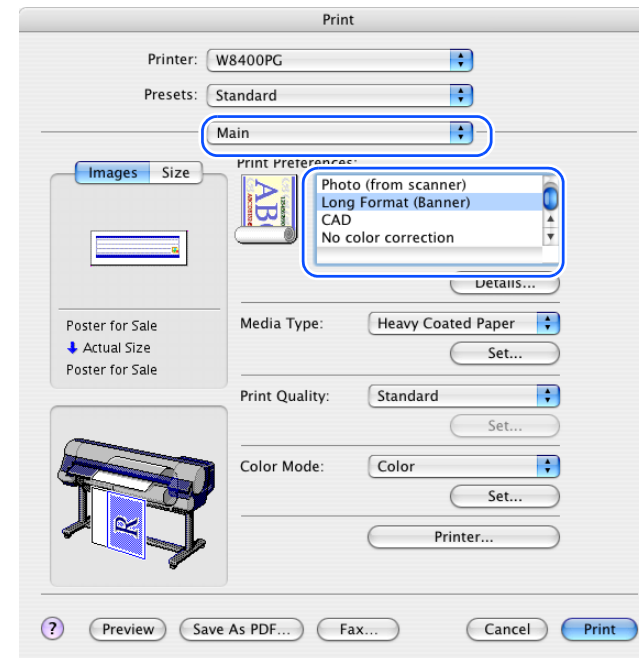 Print
Printer: W8400PG
Presets: Standard
Main
Images Size
Print Preferences:
Photo (from scanner)
Long Format (Banner)
CAD
No color correction
Details...
Poster for Sale
Actual Size
Poster for Sale
Media Type: Heavy Coated Paper
Set...
Print Quality: Standard
Set...
Color Mode: Color
Set...
Printer...
R
? Preview Save As PDF... Fax... Cancel Print